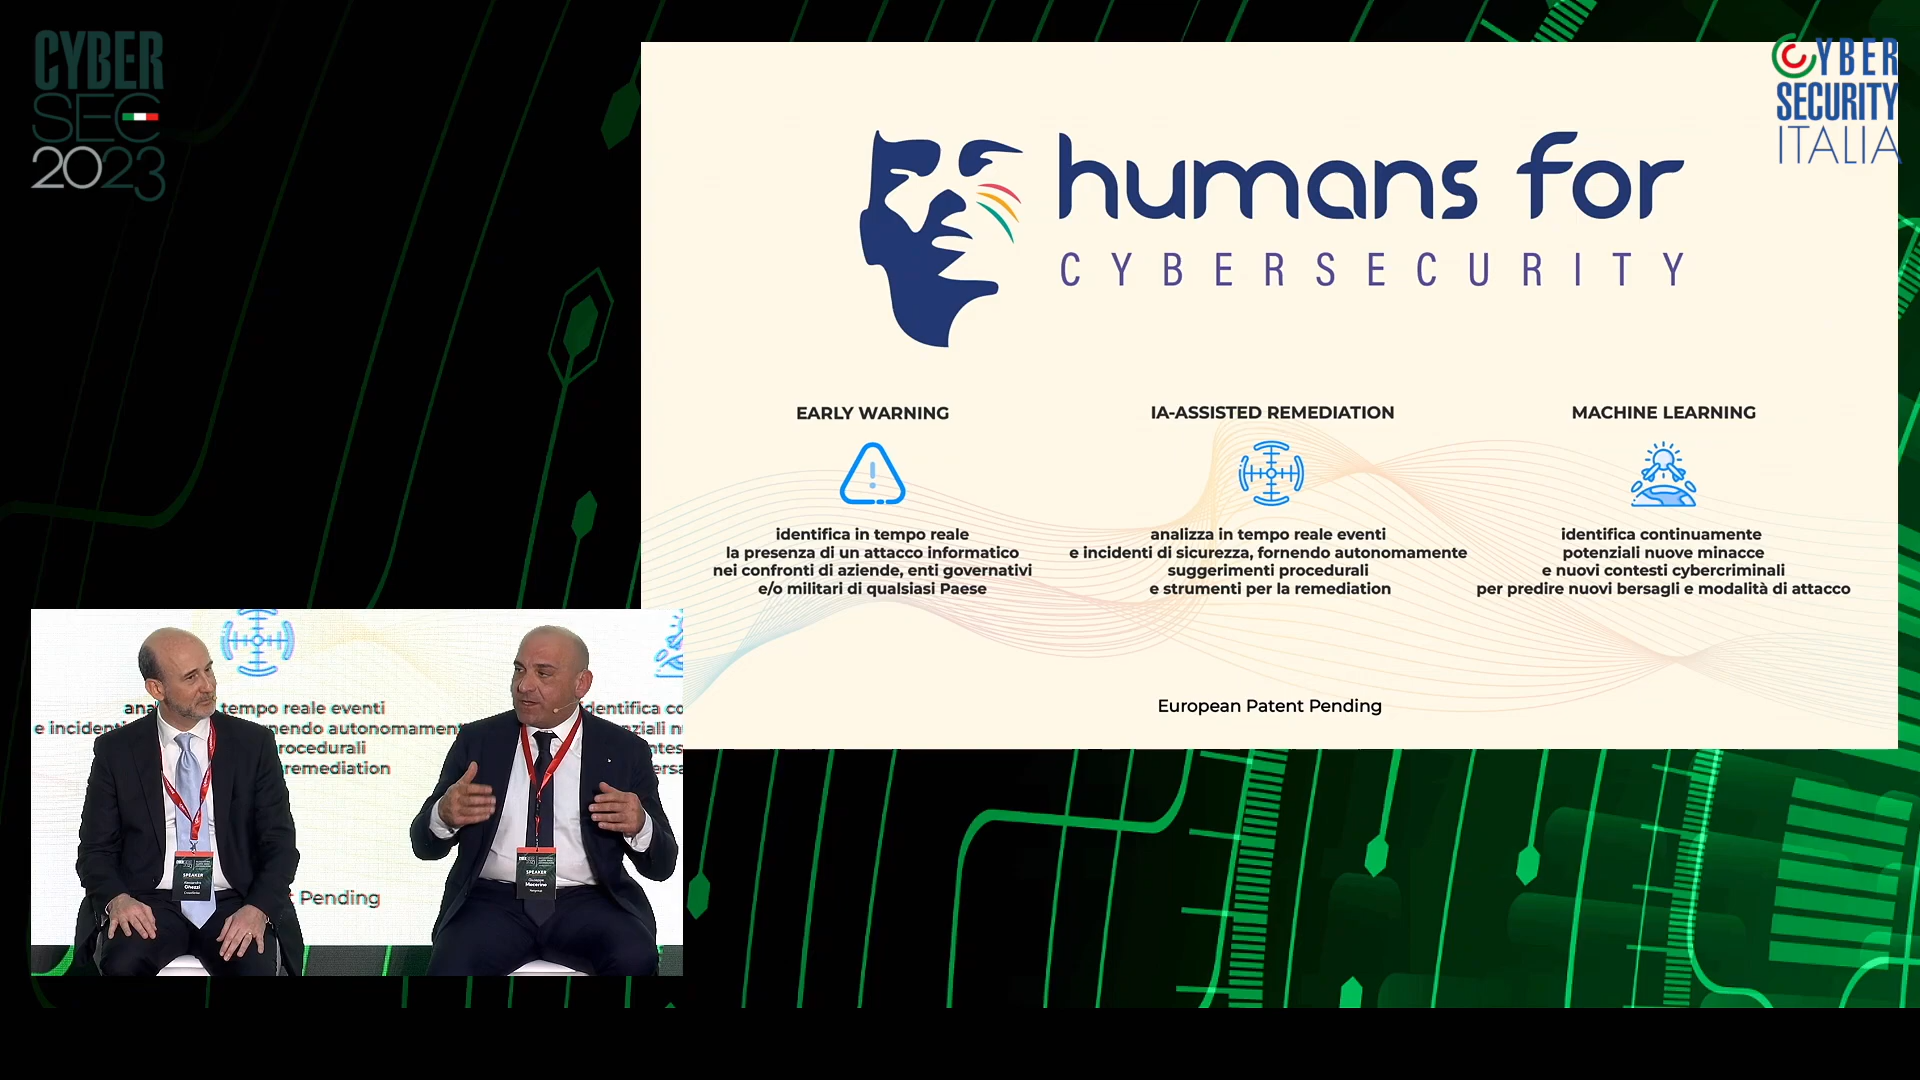 CYBER
SEC
2023
CYBER
SECURITY
ITALIA
humans for
CYBERSECURITY
EARLY WARNING
identifica in tempo reale
la presenza di un attacco informatico
nei confronti di aziende, enti governativi
e/o militari di qualsiasi Paese
IA-ASSISTED REMEDIATION
analizza in tempo reale eventi
e incidenti di sicurezza, fornendo autonomamente
suggerimenti procedurali
e strumenti per la remediation
MACHINE LEARNING
identifica continuamente
potenziali nuove minacce
e nuovi contesti cybercriminali
per predire nuovi bersagli e modalità di attacco
European Patent Pending
tempo reale eventi
remediation
Pending
SPEAKER
Ghezzi
SPEAKER
Giuseppe
Mocerino